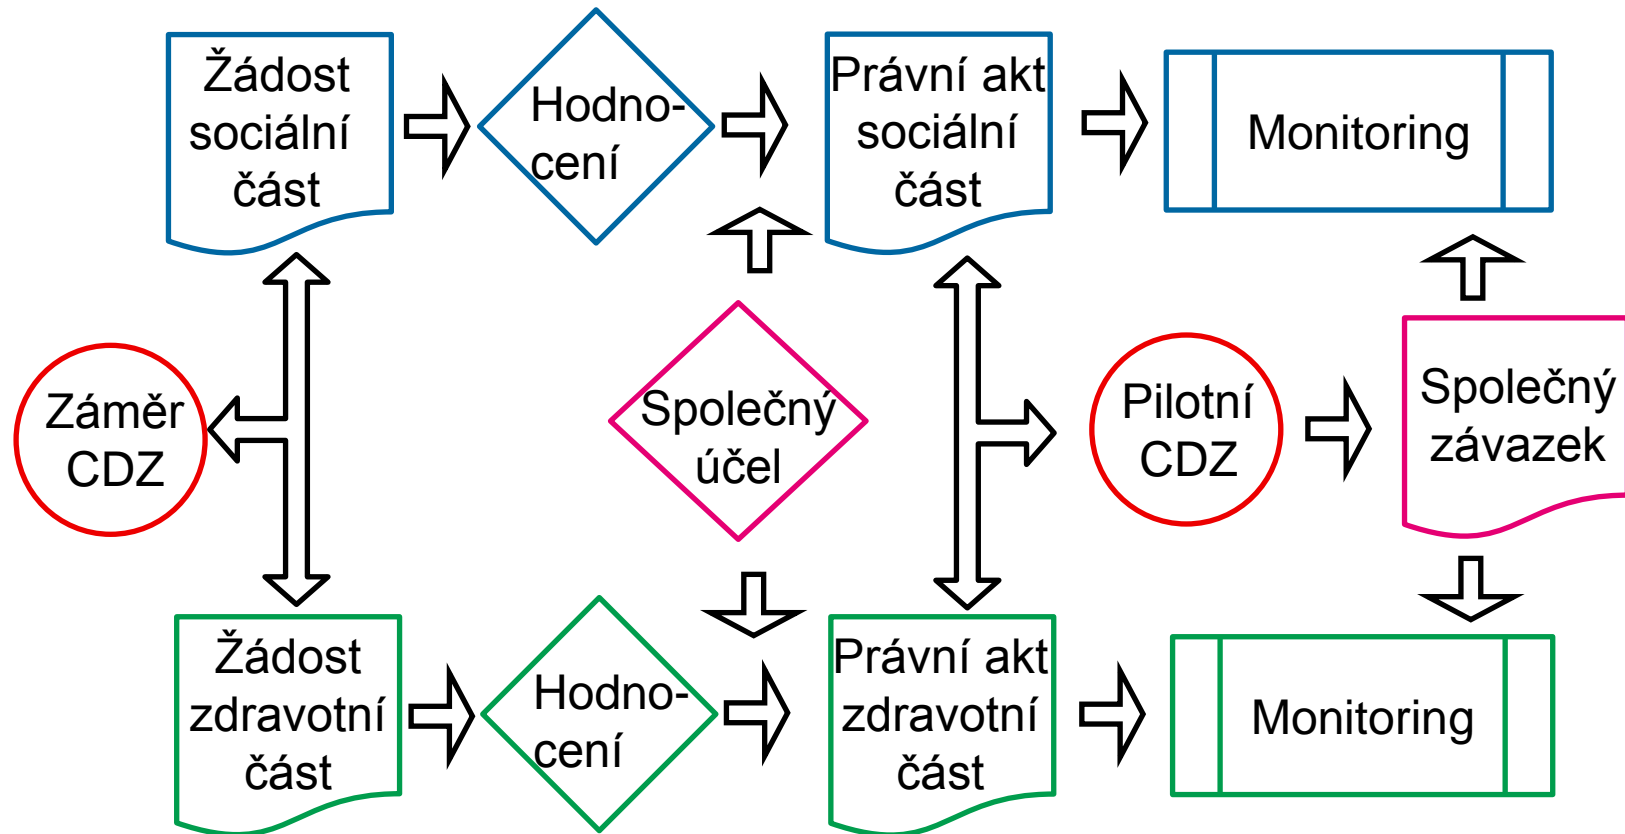 Žádost
sociální
část
Hodno-
cení
Právní akt
sociální
část
Monitoring
Záměr
CDZ
Společný
účel
Pilotní
CDZ
Společný
závazek
Žádost
zdravotní
část
Hodno-
cení
Právní akt
zdravotní
část
Monitoring